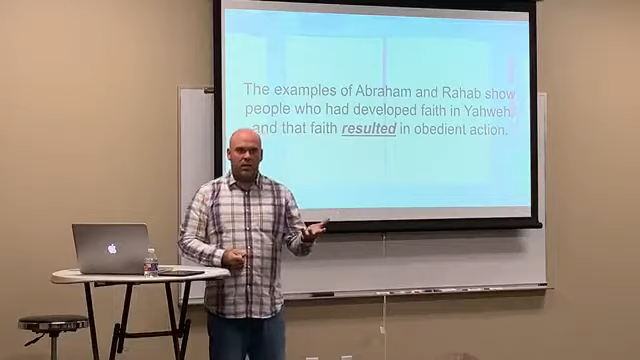 The examples of Abraham and Rahab show
people who had developed faith in Yahweh,
and that faith resulted in obedient action.